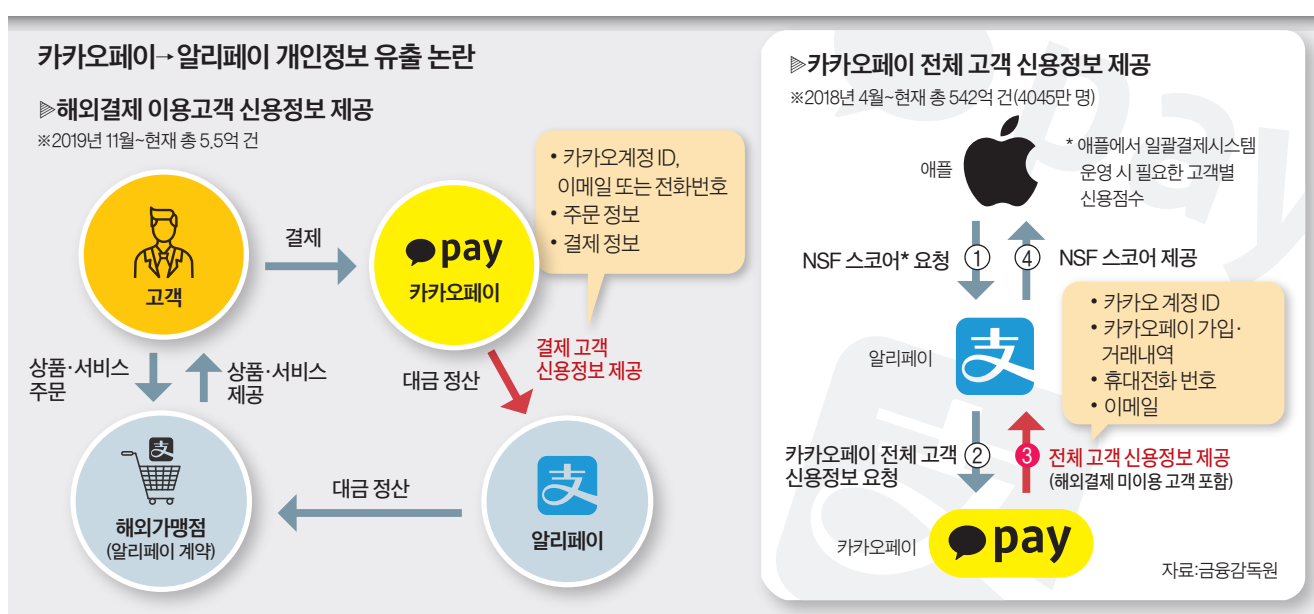 카카오페이→알리페이 개인정보 유출 논란
▷해외결제 이용고객 신용정보 제공
※2019년 11월~현재 총 5.5억 건
• 카카오계정 ID,
이메일 또는 전화번호
• 주문 정보
• 결제 정보
고객
결제
pay
카카오페이
상품·서비스
주문
상품·서비스
제공
대금 정산
결제 고객
신용정보 제공
支
해외가맹점
(알리페이 계약)
대금 정산
支
알리페이
▷카카오페이 전체 고객 신용정보 제공
※2018년 4월~현재 총 542억 건(4045만 명)
애플
* 애플에서 일괄결제시스템
운영 시 필요한 고객별
신용점수
NSF 스코어* 요청
①
④
NSF 스코어 제공
알리페이
支
• 카카오 계정 ID
• 카카오페이 가입·
거래내역
• 휴대전화 번호
• 이메일
카카오페이 전체 고객
신용정보 요청
②
❸
전체 고객 신용정보 제공
(해외결제 미이용 고객 포함)
카카오페이
pay
자료:금융감독원